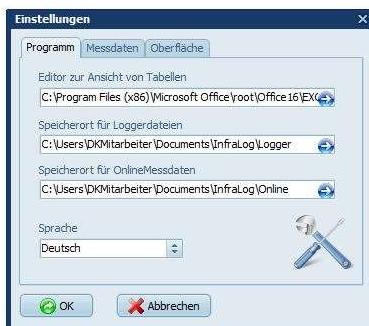 Einstellungen
Programm Messdaten Oberfläche
Editor zur Ansicht von Tabellen
C:\Program Files (x86)\Microsoft Office\root\Office16\EX
Speicherort für Loggerdateien
C:\Users\DKMitarbeiter\Documents\InfraLog\Logger
Speicherort für OnlineMessdaten
C:\Users\DKMitarbeiter\Documents\InfraLog\Online
Sprache
Deutsch
OK Abbrechen